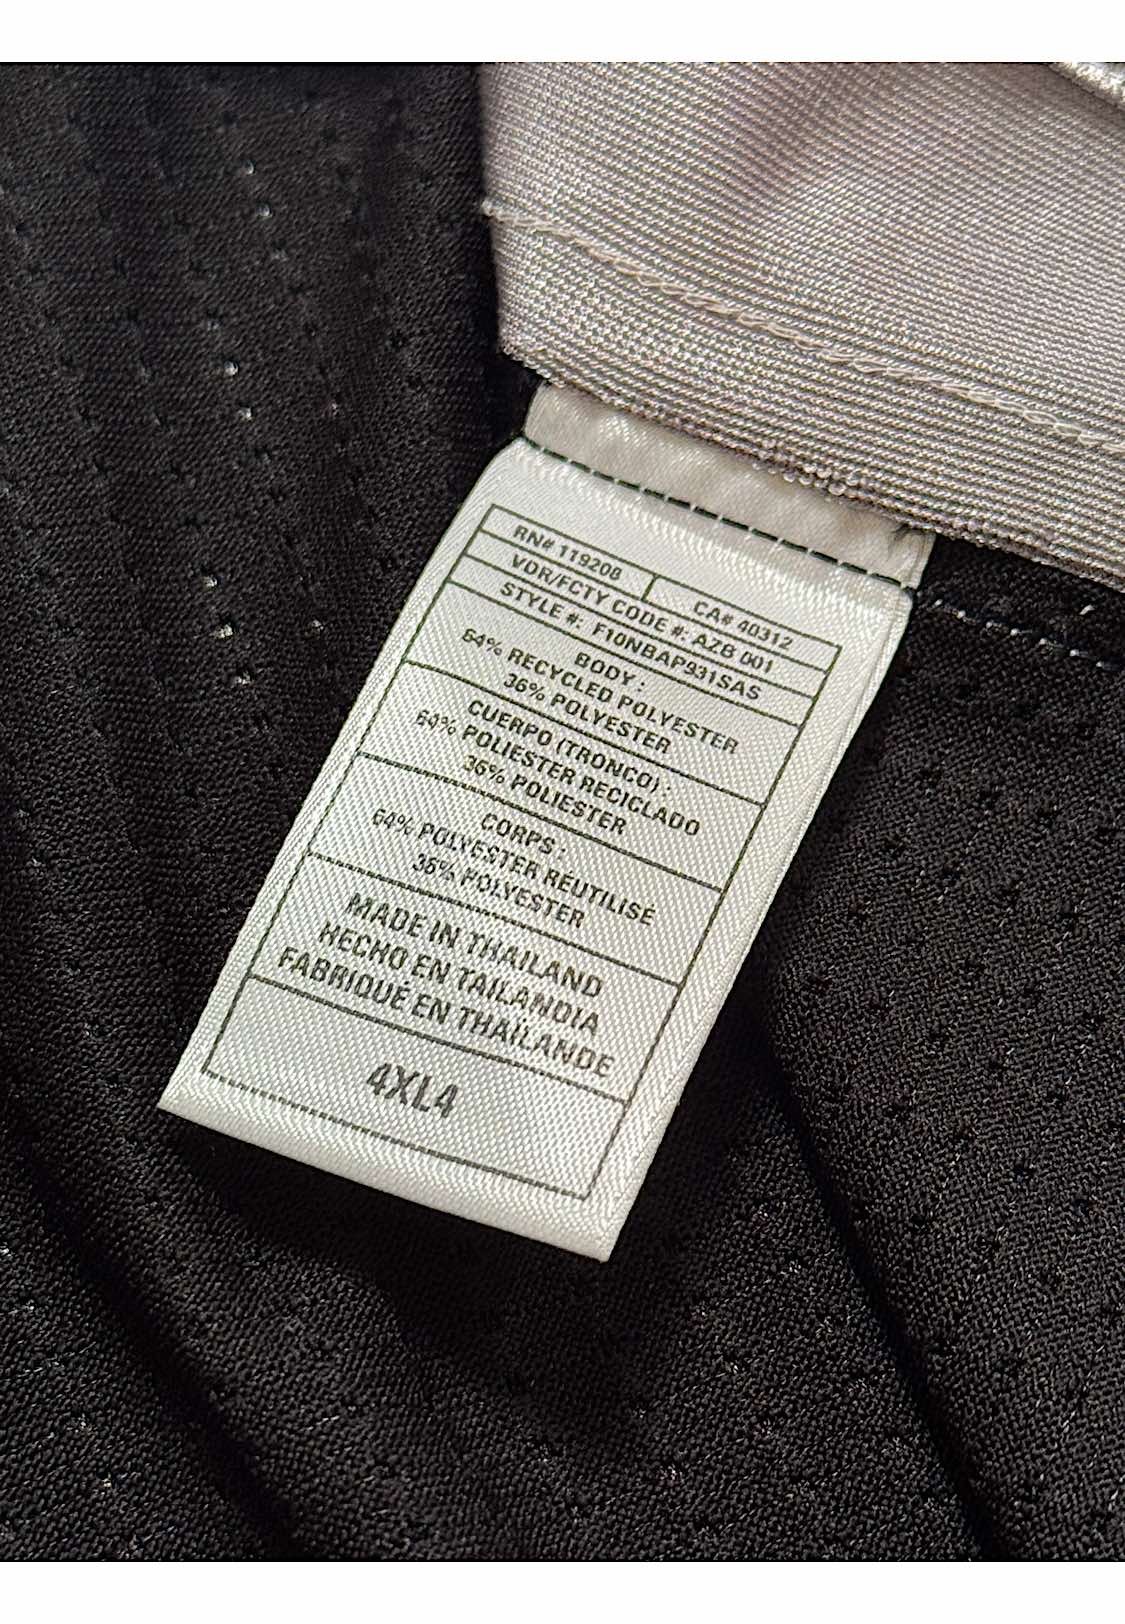 RN# 119208 CA# 40312
VDR/FCTY CODE #: AZB 001
STYLE #: F10NBAP931SAS
BODY :
64% RECYCLED POLYESTER
36% POLYESTER
CUERPO (TRONCO) :
64% POLIESTER RECICLADO
36% POLIESTER
CORPS :
64% POLYESTER RÉUTILISÉ
36% POLYESTER
MADE IN THAILAND
HECHO EN TAILANDIA
FABRIQUÉ EN THAÏLANDE
4XL4